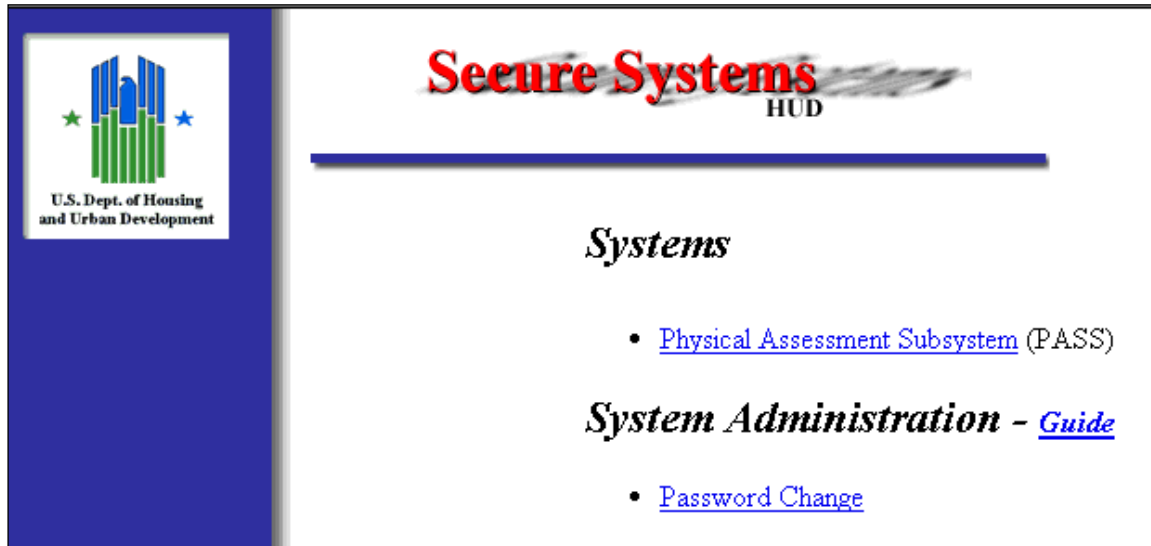 U.S. Dept. of Housing
and Urban Development
Secure Systems
HUD
Systems
• Physical Assessment Subsystem (PASS)
System Administration - Guide
• Password Change